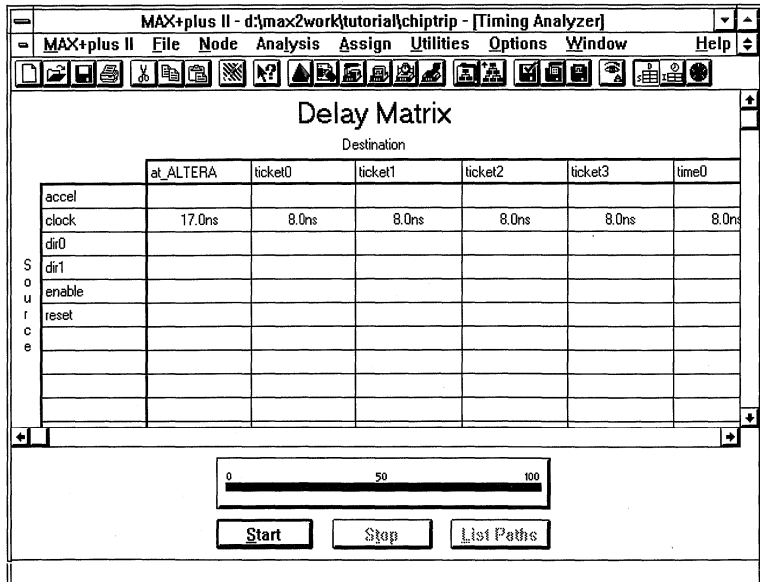 MAX+plus II - d:\max2work\tutorial\chiptrip - [Timing Analyzer]
MAX+plus II File Node Analysis Assign Utilities Options Window Help
Delay Matrix
Destination
at_ALTERA ticket0 ticket1 ticket2 ticket3 time0
Source
accel
clock 17.0ns 8.0ns 8.0ns 8.0ns 8.0ns 8.0ns
dir0
dir1
enable
reset
0 50 100
Start Stop List Paths